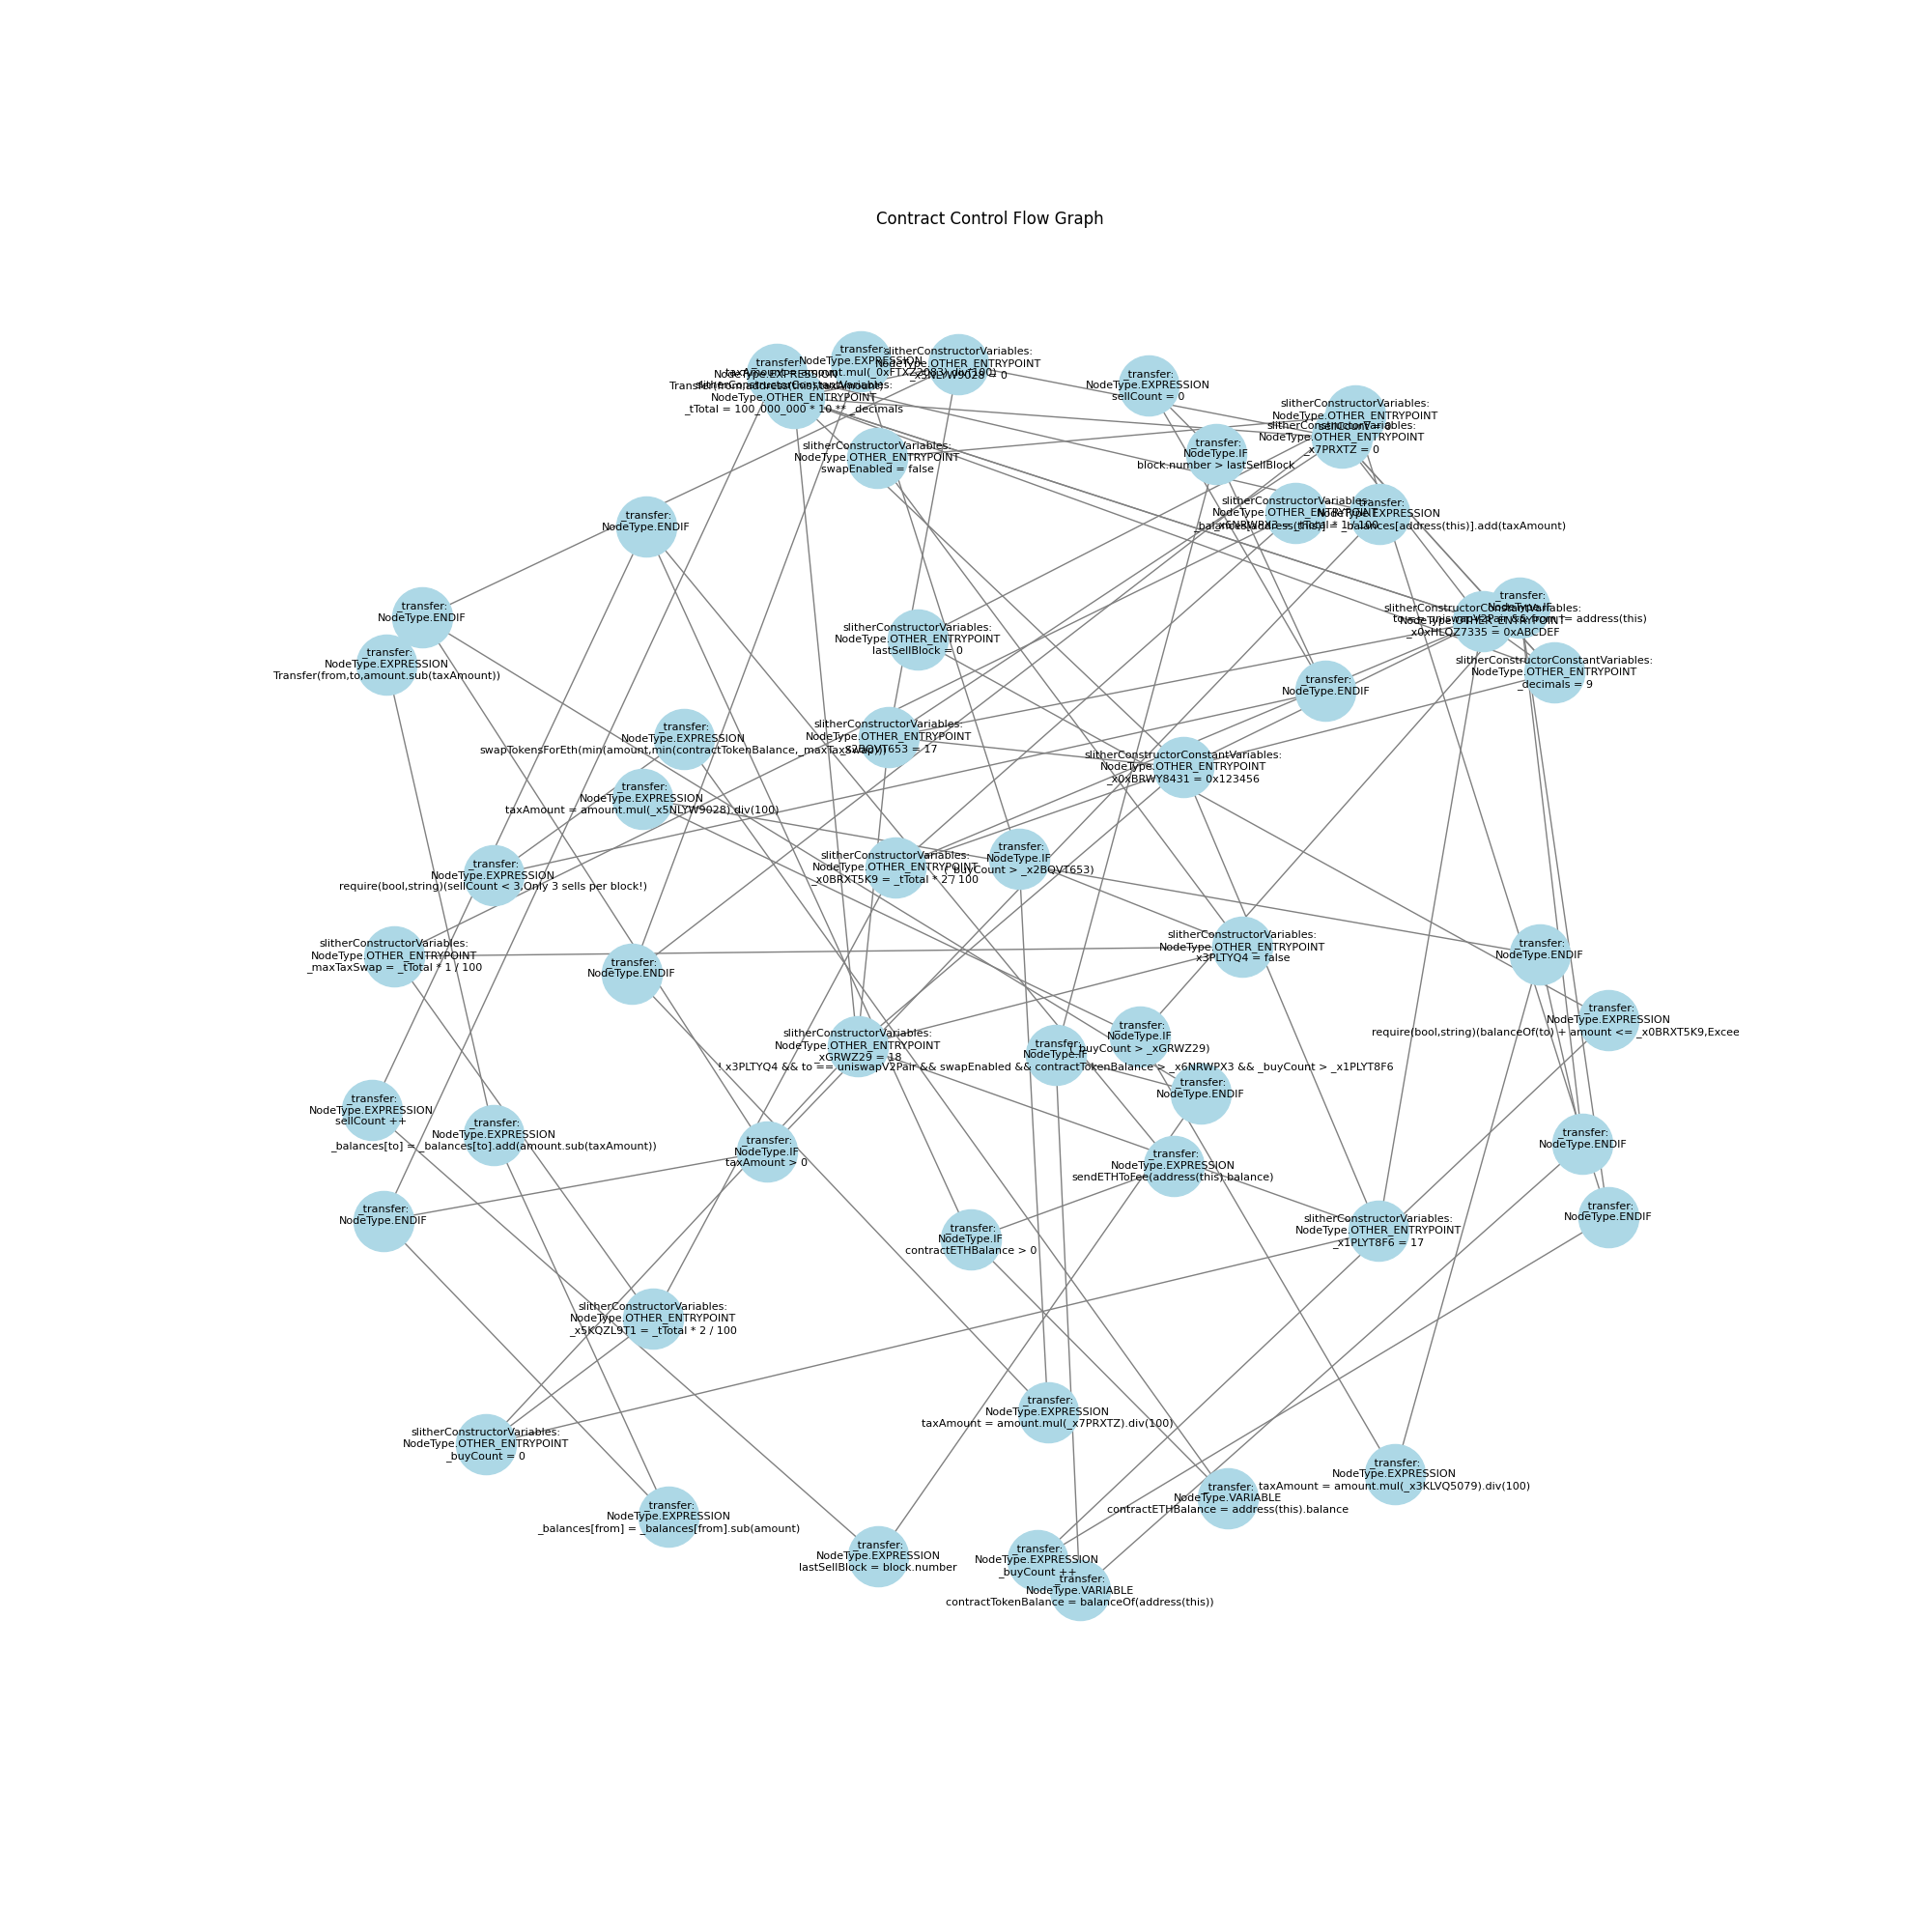 Contract Control Flow Graph
_transfer:
NodeType.EXPRESSION
Transfer(from,address(this),taxAmount)
slitherConstructorConstantVariables:
NodeType.OTHER_ENTRYPOINT
_tTotal = 100_000_000 * 10 ** _decimals
_transfer:
NodeType.EXPRESSION
slitherConstructorVariables:
NodeType.OTHER_ENTRYPOINT
_x5NLYW9028 = 0
_transfer:
NodeType.EXPRESSION
sellCount = 0
slitherConstructorVariables:
NodeType.OTHER_ENTRYPOINT
sellCount = 0
slitherConstructorVariables:
NodeType.OTHER_ENTRYPOINT
_x7PRXTZ = 0
slitherConstructorVariables:
NodeType.OTHER_ENTRYPOINT
swapEnabled = false
_transfer:
NodeType.IF
block.number > lastSellBlock
slitherConstructorVariables:
NodeType.OTHER_ENTRYPOINT
_x6NRWPX3 = _tTotal * 1 / 100
_transfer:
NodeType.EXPRESSION
_balances[address(this)] = _balances[address(this)].add(taxAmount)
_transfer:
NodeType.ENDIF
_transfer:
NodeType.ENDIF
_transfer:
NodeType.EXPRESSION
Transfer(from,to,amount.sub(taxAmount))
slitherConstructorVariables:
NodeType.OTHER_ENTRYPOINT
lastSellBlock = 0
_transfer:
NodeType.IF
to == uniswapV2Pair && from != address(this)
slitherConstructorConstantVariables:
NodeType.OTHER_ENTRYPOINT
_x0xHLQZ7335 = 0xABCDEF
slitherConstructorConstantVariables:
NodeType.OTHER_ENTRYPOINT
_decimals = 9
_transfer:
NodeType.ENDIF
_transfer:
NodeType.EXPRESSION
swapTokensForEth(min(amount,min(contractTokenBalance,_maxTaxSwap)))
slitherConstructorVariables:
NodeType.OTHER_ENTRYPOINT
_x2BQVT653 = 17
slitherConstructorConstantVariables:
NodeType.OTHER_ENTRYPOINT
_x0xBRWY8431 = 0x123456
_transfer:
NodeType.EXPRESSION
taxAmount = amount.mul(_x5NLYW9028).div(100)
_transfer:
NodeType.EXPRESSION
require(bool,string)(sellCount < 3,Only 3 sells per block!)
slitherConstructorVariables:
NodeType.OTHER_ENTRYPOINT
_x0BRXT5K9 = _tTotal * 2 / 100
_transfer:
NodeType.IF
(_buyCount > _x2BQVT653)
slitherConstructorVariables:
NodeType.OTHER_ENTRYPOINT
_maxTaxSwap = _tTotal * 1 / 100
_transfer:
NodeType.ENDIF
slitherConstructorVariables:
NodeType.OTHER_ENTRYPOINT
x3PLTYQ4 = false
_transfer:
NodeType.ENDIF
_transfer:
NodeType.EXPRESSION
require(bool,string)(balanceOf(to) + amount <= _x0BRXT5K9,Excee
slitherConstructorVariables:
NodeType.OTHER_ENTRYPOINT
_xGRWZ29 = 18
_transfer:
NodeType.IF
(_buyCount > _xGRWZ29)
_transfer:
NodeType.IF
! x3PLTYQ4 && to == uniswapV2Pair && swapEnabled && contractTokenBalance > _x6NRWPX3 && _buyCount > _x1PLYT8F6
_transfer:
NodeType.ENDIF
_transfer:
NodeType.EXPRESSION
sellCount ++
_transfer:
NodeType.EXPRESSION
_balances[to] = _balances[to].add(amount.sub(taxAmount))
_transfer:
NodeType.IF
taxAmount > 0
_transfer:
NodeType.EXPRESSION
sendETHToFee(address(this).balance)
_transfer:
NodeType.ENDIF
_transfer:
NodeType.ENDIF
_transfer:
NodeType.ENDIF
_transfer:
NodeType.IF
contractETHBalance > 0
slitherConstructorVariables:
NodeType.OTHER_ENTRYPOINT
_x1PLYT8F6 = 17
slitherConstructorVariables:
NodeType.OTHER_ENTRYPOINT
_x5KQZL9T1 = _tTotal * 2 / 100
_transfer:
NodeType.EXPRESSION
taxAmount = amount.mul(_x7PRXTZ).div(100)
slitherConstructorVariables:
NodeType.OTHER_ENTRYPOINT
_buyCount = 0
_transfer:
NodeType.EXPRESSION
taxAmount = amount.mul(_x3KLVQ5079).div(100)
_transfer:
NodeType.VARIABLE
contractETHBalance = address(this).balance
_transfer:
NodeType.EXPRESSION
_balances[from] = _balances[from].sub(amount)
_transfer:
NodeType.EXPRESSION
lastSellBlock = block.number
_transfer:
NodeType.EXPRESSION
_buyCount ++
_transfer:
NodeType.VARIABLE
contractTokenBalance = balanceOf(address(this))